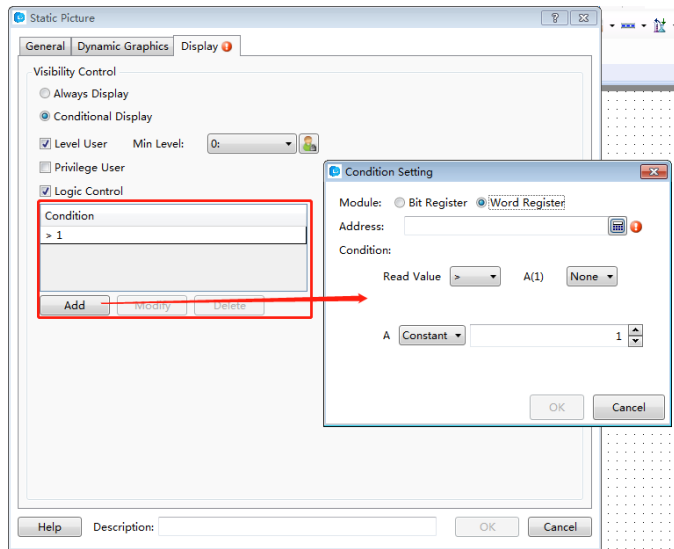 Static Picture
General Dynamic Graphics Display
Visibility Control
Always Display
Conditional Display
Level User Min Level: 0:
Privilege User
Logic Control
Condition
> 1
Add Modify Delete
Condition Setting
Module: Bit Register Word Register
Address:
Condition:
Read Value > A(1) None
A Constant 1
OK Cancel
Help Description: OK Cancel